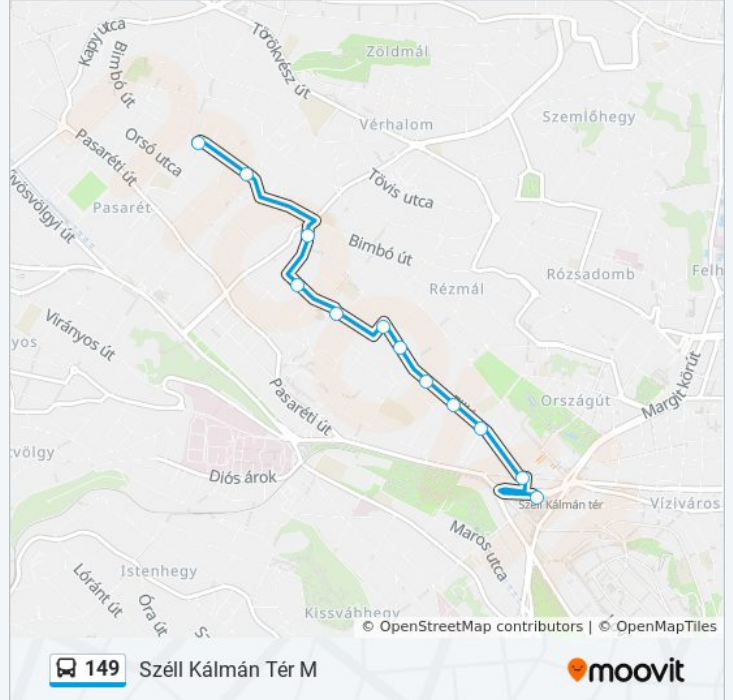 Kapy utca
Törökvész út
Zöldmál
Bimbó út
Vérhalom
Szemlőhegy
Orsó utca
Pasaréti út
Tövis utca
Pasarét
Bimbó út
Rózsadomb
Felh
Rézmál
Virányos út
yos
Margit körút
Pasaréti út
Országút
tvölgy
Diós árok
Széll Kálmán tér
Víziváros
Maros utca
Istenhegy
Lóránt út
Óra út
Kissvábhegy
© OpenStreetMap contributors | © OpenMapTiles
149 Széll Kálmán Tér M
moovit